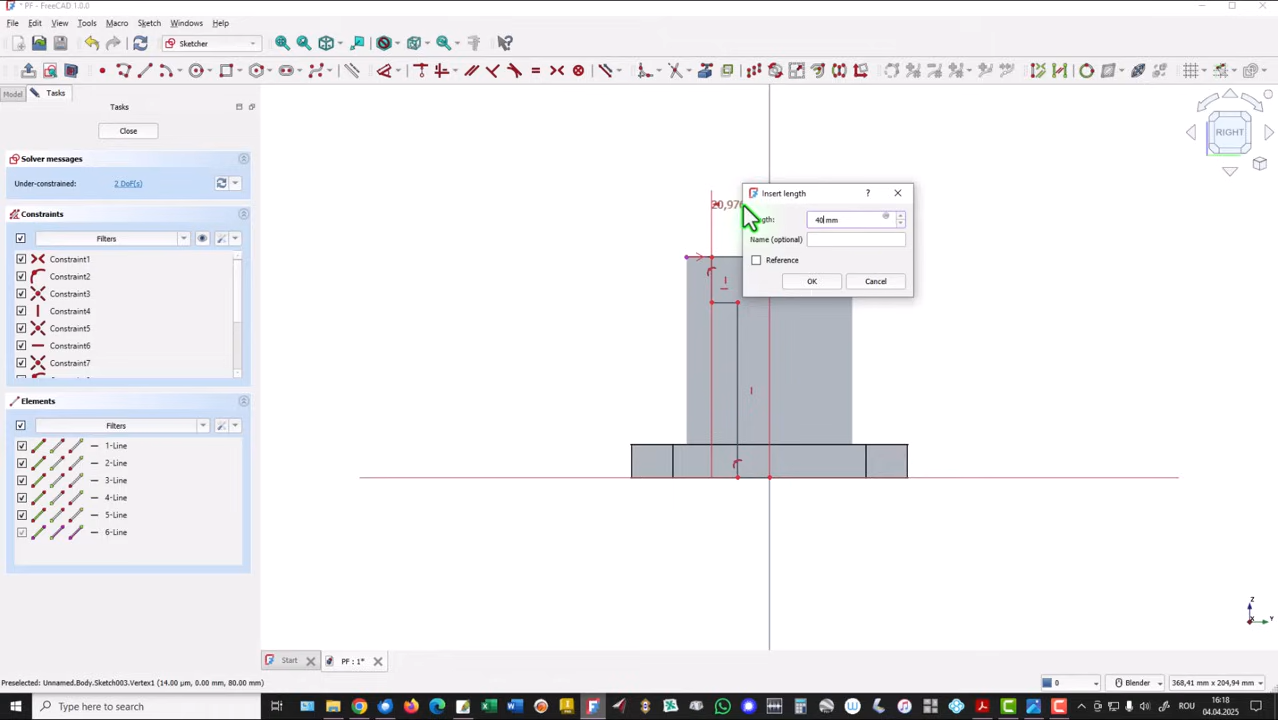 * PF - FreeCAD 1.0.0
File Edit View Tools Macro Sketch Windows Help
Sketcher
Model Tasks
Tasks
Close
Solver messages
Under-constrained: 2 DoF(s)
Constraints
Filters
Constraint1
Constraint2
Constraint3
Constraint4
Constraint5
Constraint6
Constraint7
Elements
Filters
1-Line
2-Line
3-Line
4-Line
5-Line
6-Line
RIGHT
Insert length
40 mm
Name (optional)
Reference
OK Cancel
Z
Y
X
Start PF : 1*
Preselected: Unnamed.Body.Sketch003.Vertex1 (14.00 µm, 0.00 mm, 80.00 mm)
0 Blender 368,41 mm x 204,94 mm
Type here to search
ROU
16:18
04.04.2025